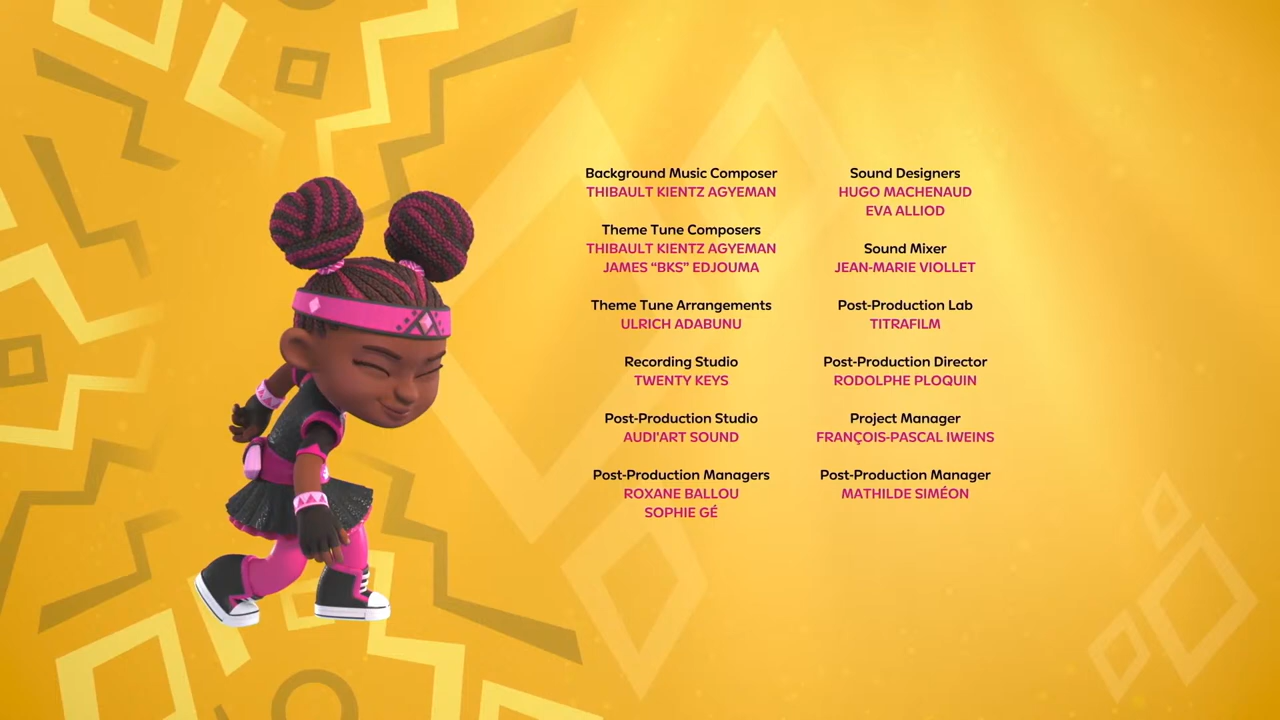 Background Music Composer
THIBAULT KIENTZ AGYEMAN
Theme Tune Composers
THIBAULT KIENTZ AGYEMAN
JAMES “BKS” EDJOUMA
Theme Tune Arrangements
ULRICH ADABUNU
Recording Studio
TWENTY KEYS
Post-Production Studio
AUDI'ART SOUND
Post-Production Managers
ROXANE BALLOU
SOPHIE GÉ
Sound Designers
HUGO MACHENAUD
EVA ALLIOD
Sound Mixer
JEAN-MARIE VIOLLET
Post-Production Lab
TITRAFILM
Post-Production Director
RODOLPHE PLOQUIN
Project Manager
FRANÇOIS-PASCAL IWEINS
Post-Production Manager
MATHILDE SIMÉON